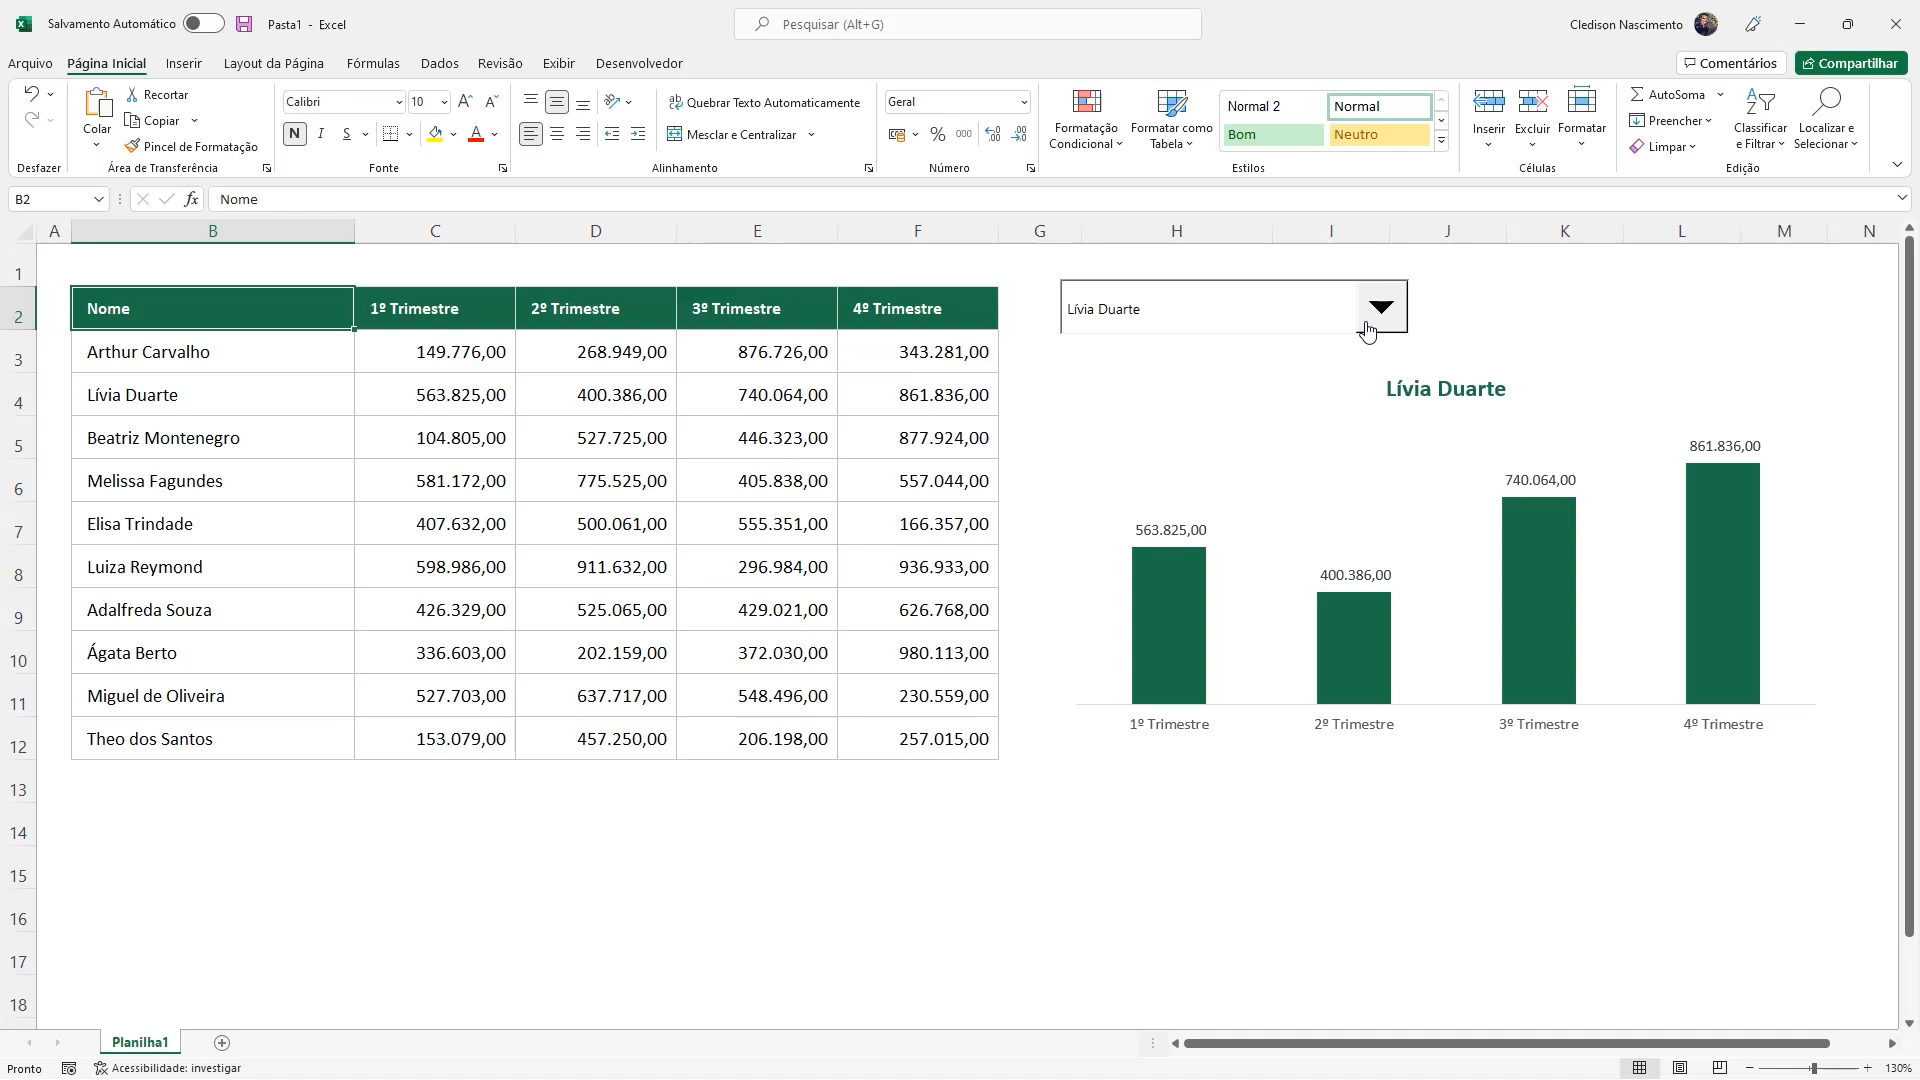 Salvamento Automático
Pasta1 - Excel
Pesquisar (Alt+G)
Cledison Nascimento
Arquivo Página Inicial Inserir Layout da Página Fórmulas Dados Revisão Exibir Desenvolvedor
Comentários Compartilhar
Colar
Recortar
Copiar
Pincel de Formatação
Calibri 10
N I S
Quebrar Texto Automaticamente
Mesclar e Centralizar
Geral
% 000
Formatação Condicional
Formatar como Tabela
Normal 2 Normal
Bom Neutro
Inserir Excluir Formatar
AutoSoma
Preencher
Limpar
Classificar e Filtrar
Localizar e Selecionar
Desfazer Área de Transferência Fonte Alinhamento Número Estilos Células Edição
B2 fx Nome
A B C D E F G H I J K L M N
1
2 Nome 1º Trimestre 2º Trimestre 3º Trimestre 4º Trimestre
3 Arthur Carvalho 149.776,00 268.949,00 876.726,00 343.281,00
4 Lívia Duarte 563.825,00 400.386,00 740.064,00 861.836,00
5 Beatriz Montenegro 104.805,00 527.725,00 446.323,00 877.924,00
6 Melissa Fagundes 581.172,00 775.525,00 405.838,00 557.044,00
7 Elisa Trindade 407.632,00 500.061,00 555.351,00 166.357,00
8 Luiza Reymond 598.986,00 911.632,00 296.984,00 936.933,00
9 Adalfreda Souza 426.329,00 525.065,00 429.021,00 626.768,00
10 Ágata Berto 336.603,00 202.159,00 372.030,00 980.113,00
11 Miguel de Oliveira 527.703,00 637.717,00 548.496,00 230.559,00
12 Theo dos Santos 153.079,00 457.250,00 206.198,00 257.015,00
13
14
15
16
17
18
Lívia Duarte
Lívia Duarte
563.825,00 400.386,00 740.064,00 861.836,00
1º Trimestre 2º Trimestre 3º Trimestre 4º Trimestre
Planilha1
Pronto Acessibilidade: investigar 130%